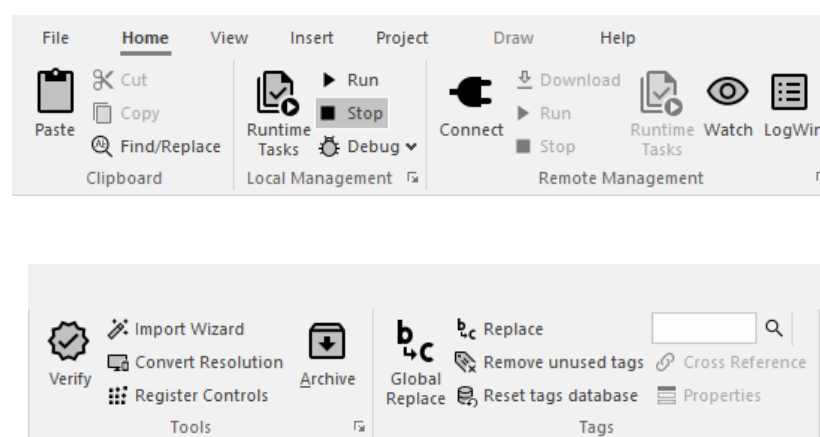 File Home View Insert Project Draw Help
Paste
Cut
Copy
Find/Replace
Clipboard
Runtime
Tasks
Run
Stop
Debug
Local Management
Connect
Download
Run
Stop
Runtime
Tasks
Watch
LogWin
Remote Management
Verify
Import Wizard
Convert Resolution
Register Controls
Archive
Tools
b
c
Global
Replace
b
c
Replace
Remove unused tags
Reset tags database
Cross Reference
Properties
Tags